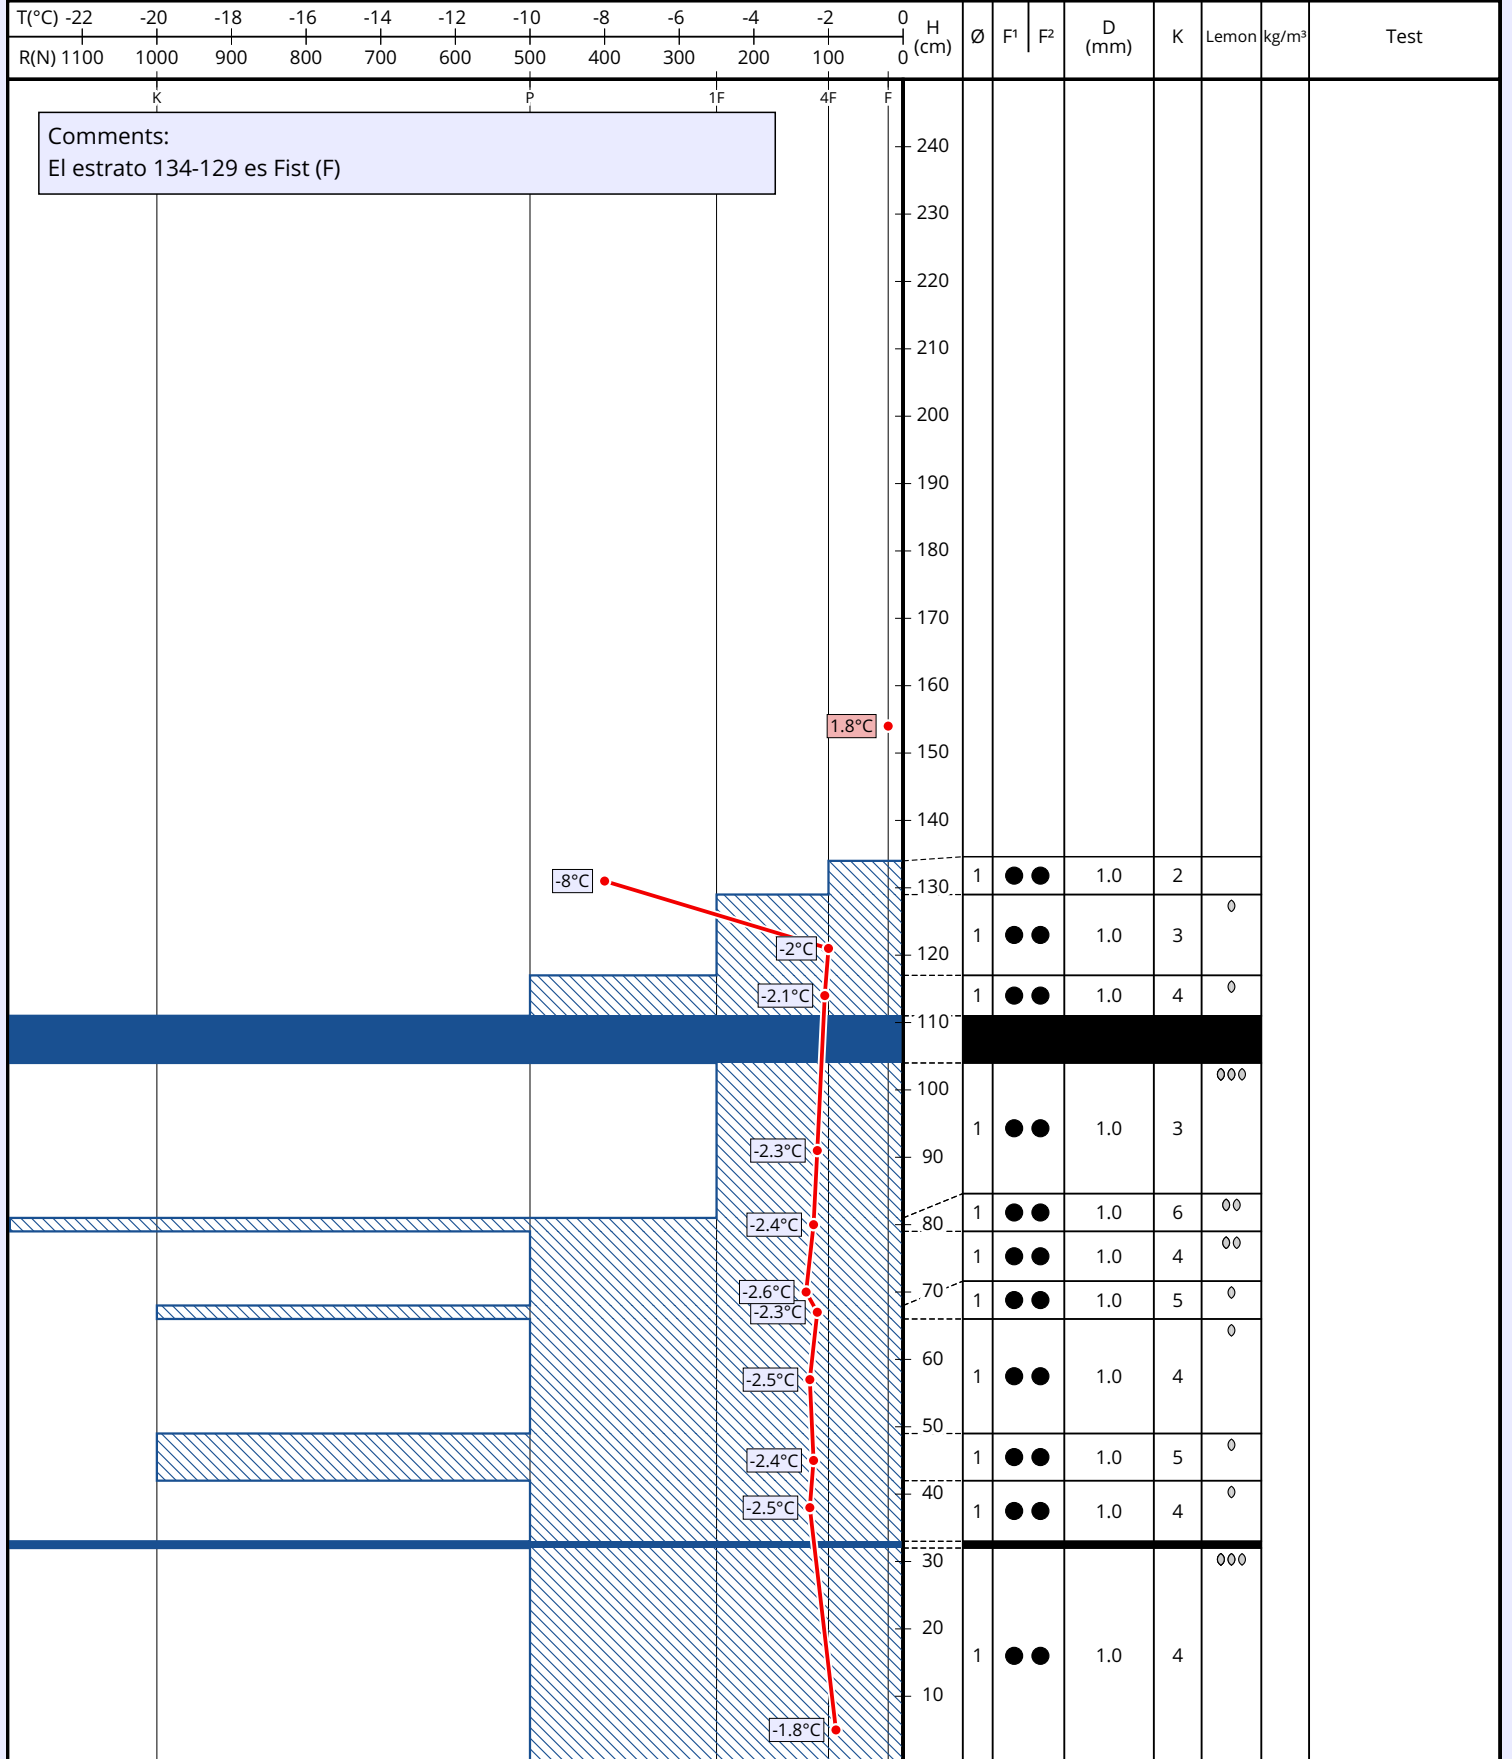 T(°C) -22 -20 -18 -16 -14 -12 -10 -8 -6 -4 -2 0
R(N) 1100 1000 900 800 700 600 500 400 300 200 100 0
H (cm) Ø F¹ F² D (mm) K Lemon kg/m³ Test
K P 1F 4F F
Comments:
El estrato 134-129 es Fist (F)
240
230
220
210
200
190
180
170
160
1.8°C
150
140
-8°C 130 1 1.0 2
1 1.0 3
-2°C 120
-2.1°C 1 1.0 4
110
100
1 1.0 3
-2.3°C 90
1 1.0 6
-2.4°C 80
1 1.0 4
-2.6°C 70
1 1.0 5
-2.3°C
60
-2.5°C 1 1.0 4
50
-2.4°C 1 1.0 5
40
-2.5°C 1 1.0 4
30
20
1 1.0 4
10
-1.8°C